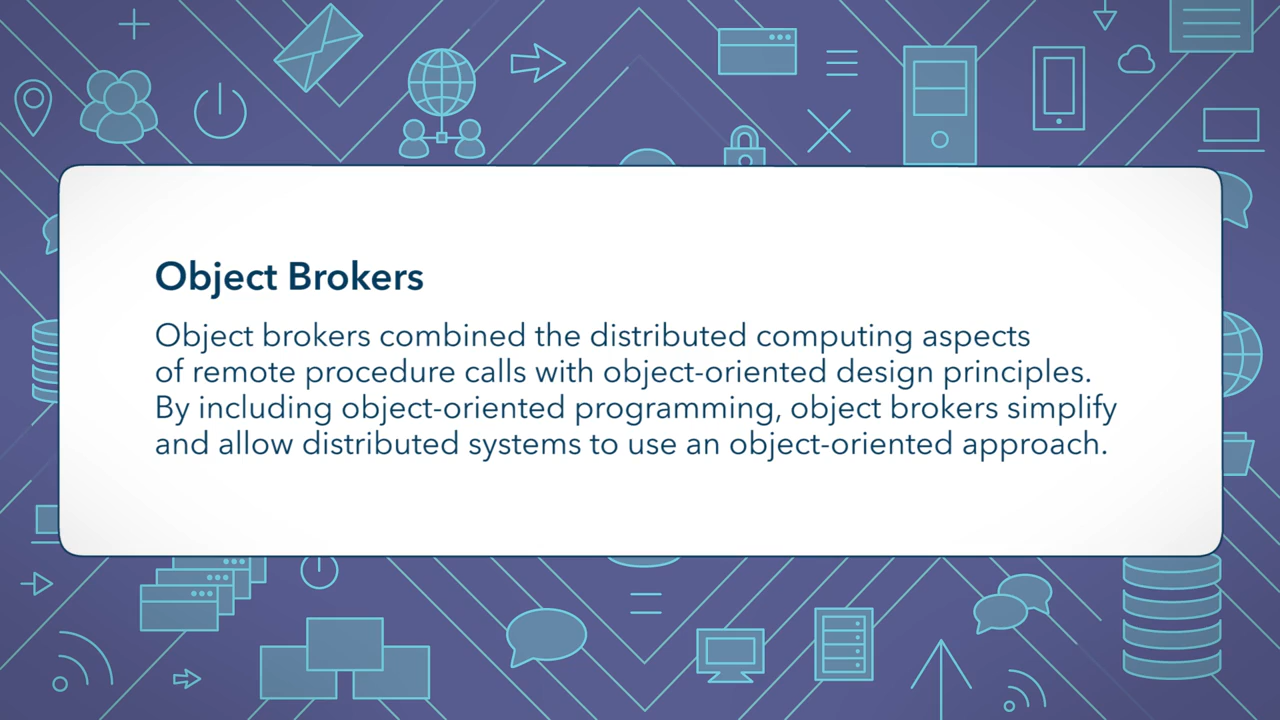 Object Brokers
Object brokers combined the distributed computing aspects
of remote procedure calls with object-oriented design principles.
By including object-oriented programming, object brokers simplify
and allow distributed systems to use an object-oriented approach.